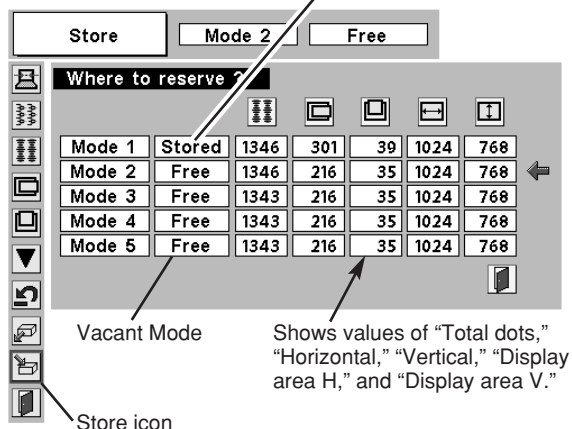 Store Mode 2 Free
Where to reserve ?
Mode 1 Stored 1346 301 39 1024 768
Mode 2 Free 1346 216 35 1024 768
Mode 3 Free 1343 216 35 1024 768
Mode 4 Free 1343 216 35 1024 768
Mode 5 Free 1343 216 35 1024 768
Vacant Mode
Shows values of “Total dots,”
“Horizontal,” “Vertical,” “Display
area H,” and “Display area V.”
Store icon